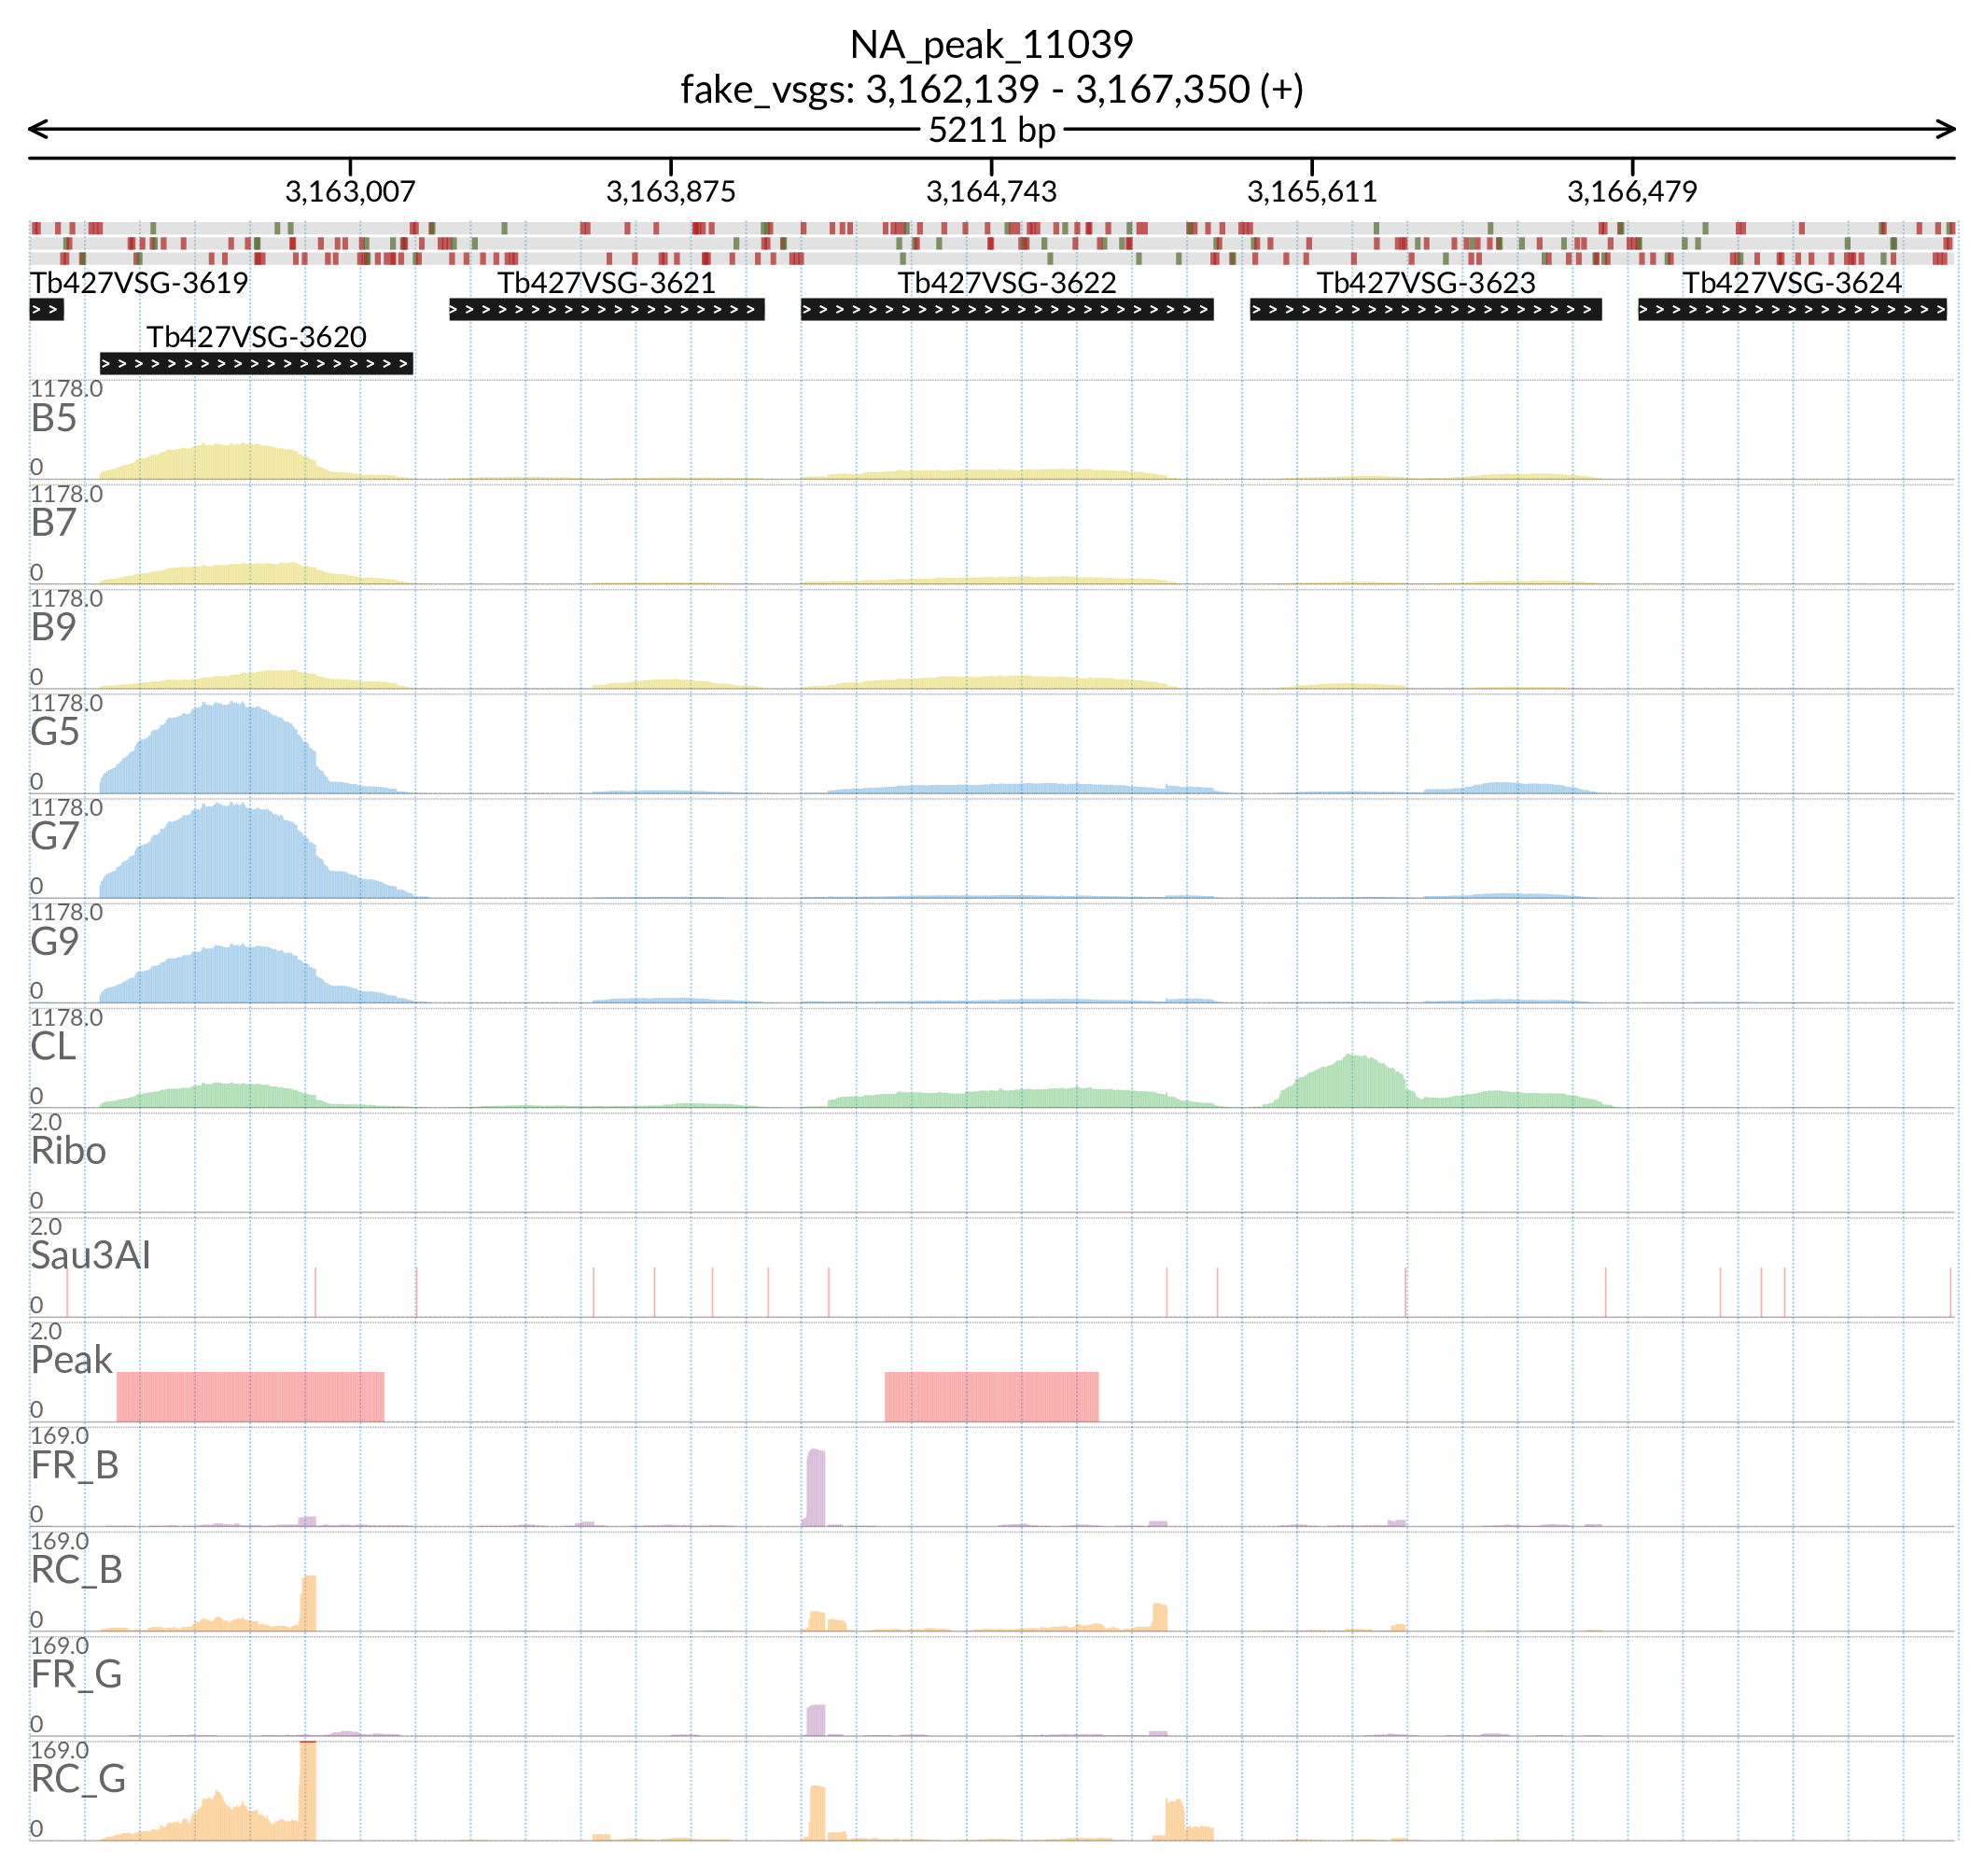 NA_peak_11039
fake_vsgs: 3,162,139 - 3,167,350 (+)
5211 bp
3,163,007 3,163,875 3,164,743 3,165,611 3,166,479
Tb427VSG-3619 Tb427VSG-3621 Tb427VSG-3622 Tb427VSG-3623 Tb427VSG-3624
Tb427VSG-3620
1178.0
B5
0
1178.0
B7
0
1178.0
B9
0
1178.0
G5
0
1178.0
G7
0
1178.0
G9
0
1178.0
CL
0
2.0
Ribo
0
2.0
Sau3AI
0
2.0
Peak
0
169.0
FR_B
0
169.0
RC_B
0
169.0
FR_G
0
169.0
RC_G
0